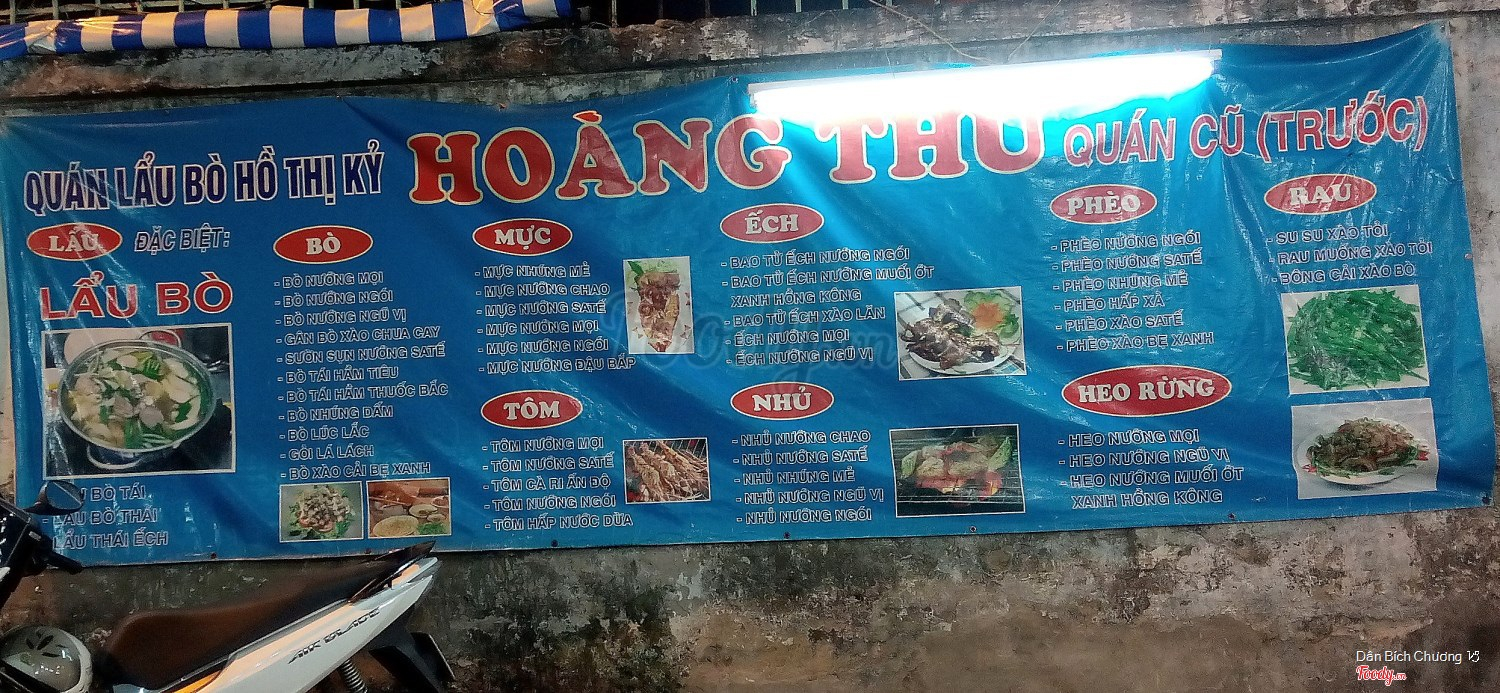 QUÁN LẨU BÒ HỒ THỊ KỶ
HOÀNG THU
QUÁN CŨ (TRƯỚC)
LẨU ĐẶC BIỆT:
LẨU BÒ
BÒ TÁI
- LẨU BÒ THÁI
LẨU THÁI ẾCH
BÒ
- BÒ NƯỚNG MỌI
- BÒ NƯỚNG NGÓI
- BÒ NƯỚNG NGŨ VỊ
- GÂN BÒ XÀO CHUA CAY
- SƯỜN SỤN NƯỚNG SATẾ
- BÒ TÁI HẦM TIÊU
- BÒ TÁI HẦM THUỐC BẮC
- BÒ NHÚNG DẤM
- BÒ LÚC LẮC
- GỎI LÁ LÁCH
- BÒ XÀO CẢI BẸ XANH
MỰC
- MỰC NHÚNG MẺ
- MỰC NƯỚNG CHAO
- MỰC NƯỚNG SATẾ
- MỰC NƯỚNG MỌI
- MỰC NƯỚNG NGÓI
- MỰC NƯỚNG ĐẬU BẮP
TÔM
- TÔM NƯỚNG MỌI
- TÔM NƯỚNG SATẾ
- TÔM CÀ RI ẤN ĐỘ
- TÔM NƯỚNG NGÓI
- TÔM HẤP NƯỚC DỪA
ẾCH
- BAO TỬ ẾCH NƯỚNG NGÓI
- BAO TỬ ẾCH NƯỚNG MUỐI ỚT
XANH HỒNG KÔNG
- BAO TỬ ẾCH XÀO LĂN
- ẾCH NƯỚNG MỌI
- ẾCH NƯỚNG NGŨ VỊ
NHŨ
- NHŨ NƯỚNG CHAO
- NHŨ NƯỚNG SATẾ
- NHŨ NHÚNG MẺ
- NHŨ NƯỚNG NGŨ VỊ
- NHŨ NƯỚNG NGÓI
PHÈO
- PHÈO NƯỚNG NGÓI
- PHÈO NƯỚNG SATẾ
- PHÈO NHÚNG MẺ
- PHÈO HẤP XẢ
- PHÈO XÀO SATẾ
- PHÈO XÀO BẸ XANH
HEO RỪNG
- HEO NƯỚNG MỌI
- HEO NƯỚNG NGŨ VỊ
- HEO NƯỚNG MUỐI ỚT
XANH HỒNG KÔNG
RAU
- SU SU XÀO TỎI
- RAU MUỐNG XÀO TỎI
- BÔNG CẢI XÀO BÒ
AIR BLADE
Dân Bích Chương
Foody.vn